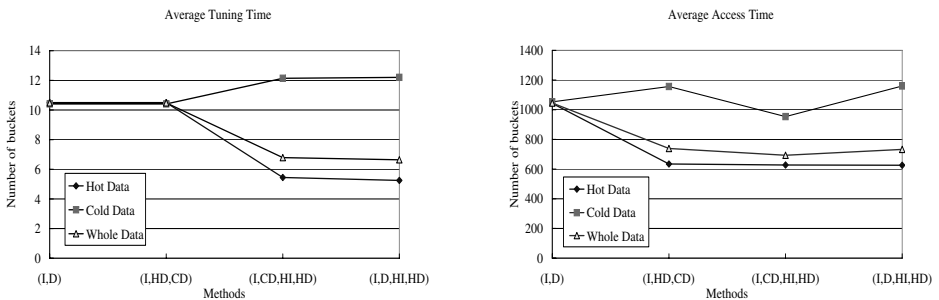 Average Tuning Time
Number of buckets
14
12
10
8
6
4
2
0
Hot Data
Cold Data
Whole Data
(I,D)
(I,HD,CD)
(I,CD,HI,HD)
(I,D,HI,HD)
Methods
Average Access Time
Number of buckets
1400
1200
1000
800
600
400
200
0
Hot Data
Cold Data
Whole Data
(I,D)
(I,HD,CD)
(I,CD,HI,HD)
(I,D,HI,HD)
Methods